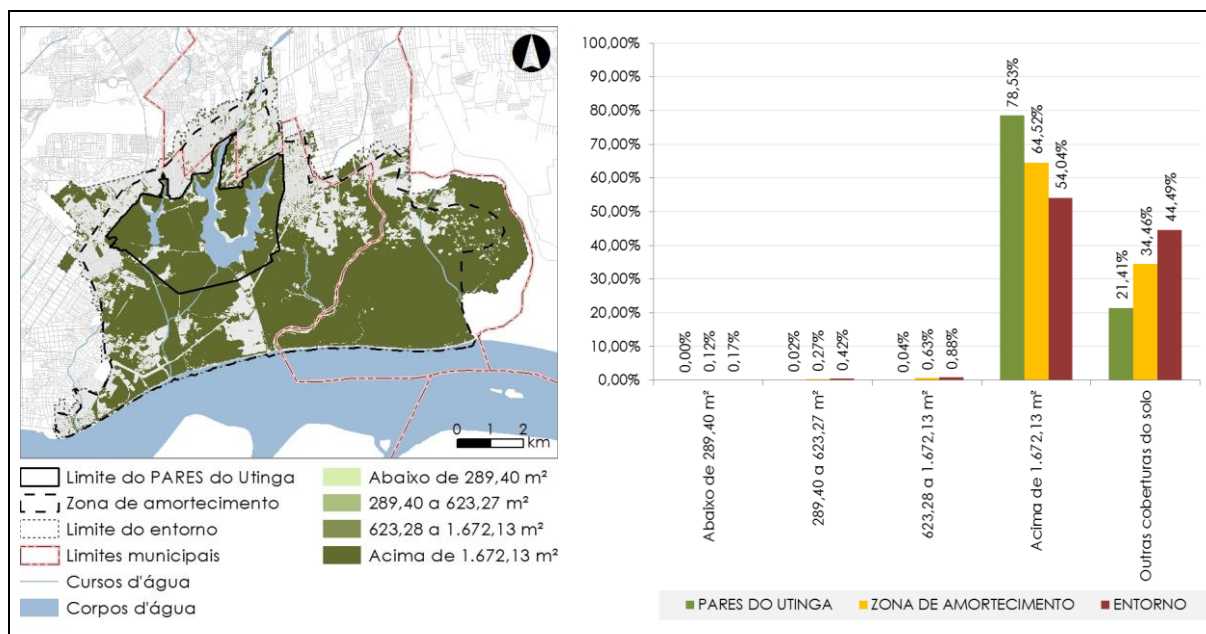 0 1 2
km
Limite do PARES do Utinga
Zona de amortecimento
Limite do entorno
Limites municipais
Cursos d'água
Corpos d'água
Abaixo de 289,40 m²
289,40 a 623,27 m²
623,28 a 1.672,13 m²
Acima de 1.672,13 m²
100,00%
90,00%
80,00%
70,00%
60,00%
50,00%
40,00%
30,00%
20,00%
10,00%
0,00%
0,00%
0,12%
0,17%
0,02%
0,27%
0,42%
0,04%
0,63%
0,88%
78,53%
64,52%
54,04%
21,41%
34,46%
44,49%
Abaixo de 289,40 m²
289,40 a 623,27 m²
623,28 a 1.672,13 m²
Acima de 1.672,13 m²
Outras coberturas do solo
PARES DO UTINGA ZONA DE AMORTECIMENTO ENTORNO